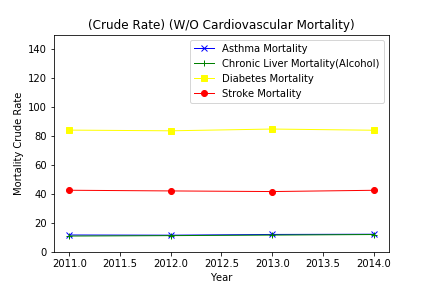 (Crude Rate) (W/O Cardiovascular Mortality)
Mortality Crude Rate
140
120
100
80
60
40
20
0
Asthma Mortality
Chronic Liver Mortality(Alcohol)
Diabetes Mortality
Stroke Mortality
2011.0 2011.5 2012.0 2012.5 2013.0 2013.5 2014.0
Year